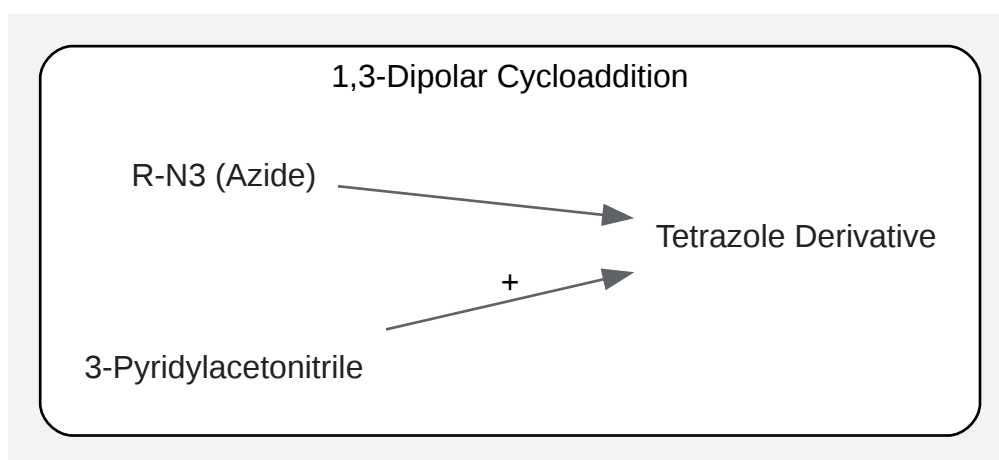 1,3-Dipolar Cycloaddition
R-N3 (Azide)
Tetrazole Derivative
+
3-Pyridylacetonitrile